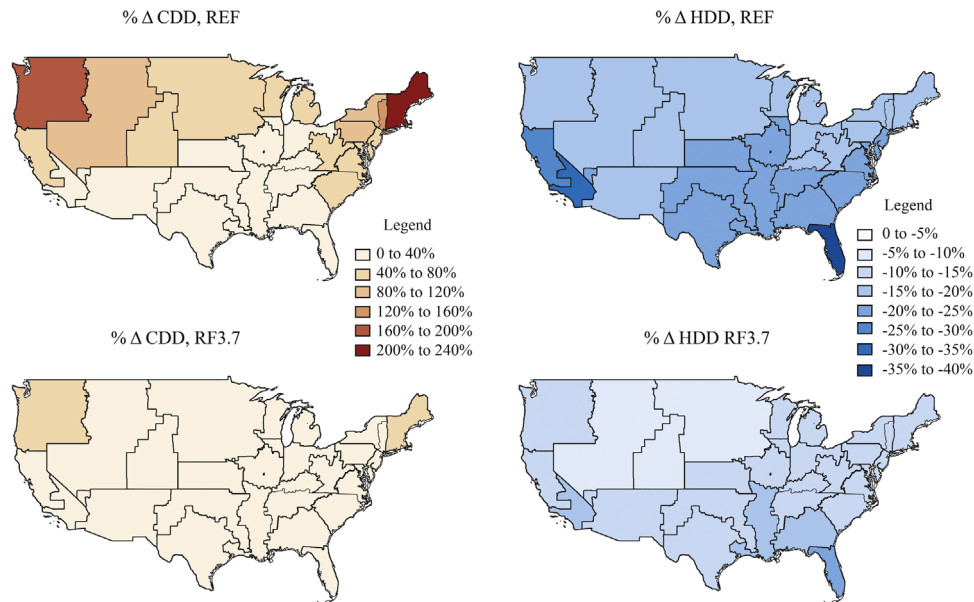 % Δ CDD, REF
% Δ HDD, REF
Legend
0 to 40%
40% to 80%
80% to 120%
120% to 160%
160% to 200%
200% to 240%
Legend
0 to -5%
-5% to -10%
-10% to -15%
-15% to -20%
-20% to -25%
-25% to -30%
-30% to -35%
-35% to -40%
% Δ CDD, RF3.7
% Δ HDD RF3.7